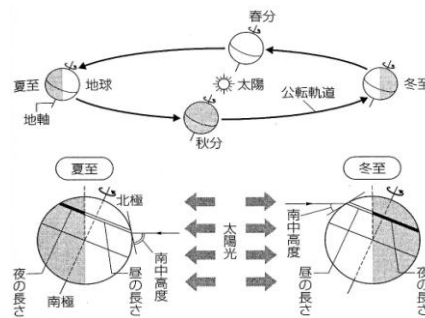 春分
夏至
地球
太陽
冬至
公転軌道
地軸
秋分
夏至
冬至
北極
南中高度
太陽光
南中高度
夜の長さ
南極
昼の長さ
昼の長さ
夜の長さ